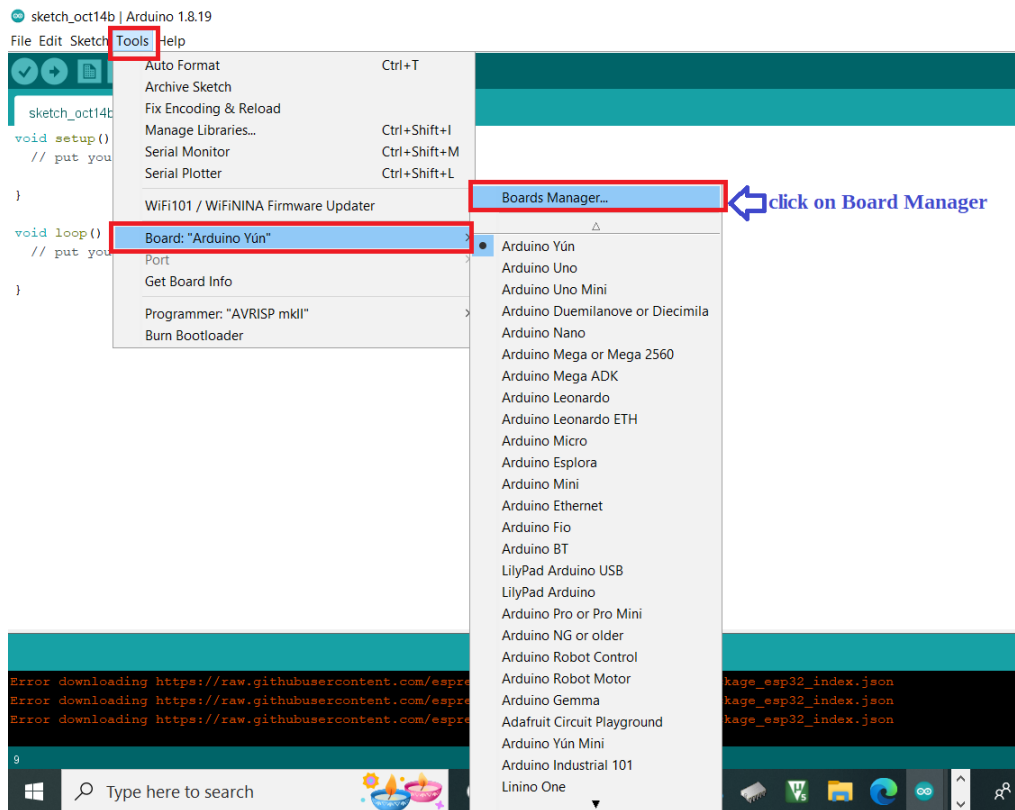 sketch_oct14b | Arduino 1.8.19
File Edit Sketch Tools Help
sketch_oct14b
void setup()
// put you
}
void loop()
// put you
}
Auto Format Ctrl+T
Archive Sketch
Fix Encoding & Reload
Manage Libraries... Ctrl+Shift+I
Serial Monitor Ctrl+Shift+M
Serial Plotter Ctrl+Shift+L
WiFi101 / WiFiNINA Firmware Updater
Board: "Arduino Yún"
Port
Get Board Info
Programmer: "AVRISP mkII"
Burn Bootloader
Boards Manager...
click on Board Manager
Arduino Yún
Arduino Uno
Arduino Uno Mini
Arduino Duemilanove or Diecimila
Arduino Nano
Arduino Mega or Mega 2560
Arduino Mega ADK
Arduino Leonardo
Arduino Leonardo ETH
Arduino Micro
Arduino Esplora
Arduino Mini
Arduino Ethernet
Arduino Fio
Arduino BT
LilyPad Arduino USB
LilyPad Arduino
Arduino Pro or Pro Mini
Arduino NG or older
Arduino Robot Control
Arduino Robot Motor
Arduino Gemma
Adafruit Circuit Playground
Arduino Yún Mini
Arduino Industrial 101
Linino One
Error downloading https://raw.githubusercontent.com/espre kage_esp32_index.json
Error downloading https://raw.githubusercontent.com/espre kage_esp32_index.json
Error downloading https://raw.githubusercontent.com/espre kage_esp32_index.json
9
Type here to search